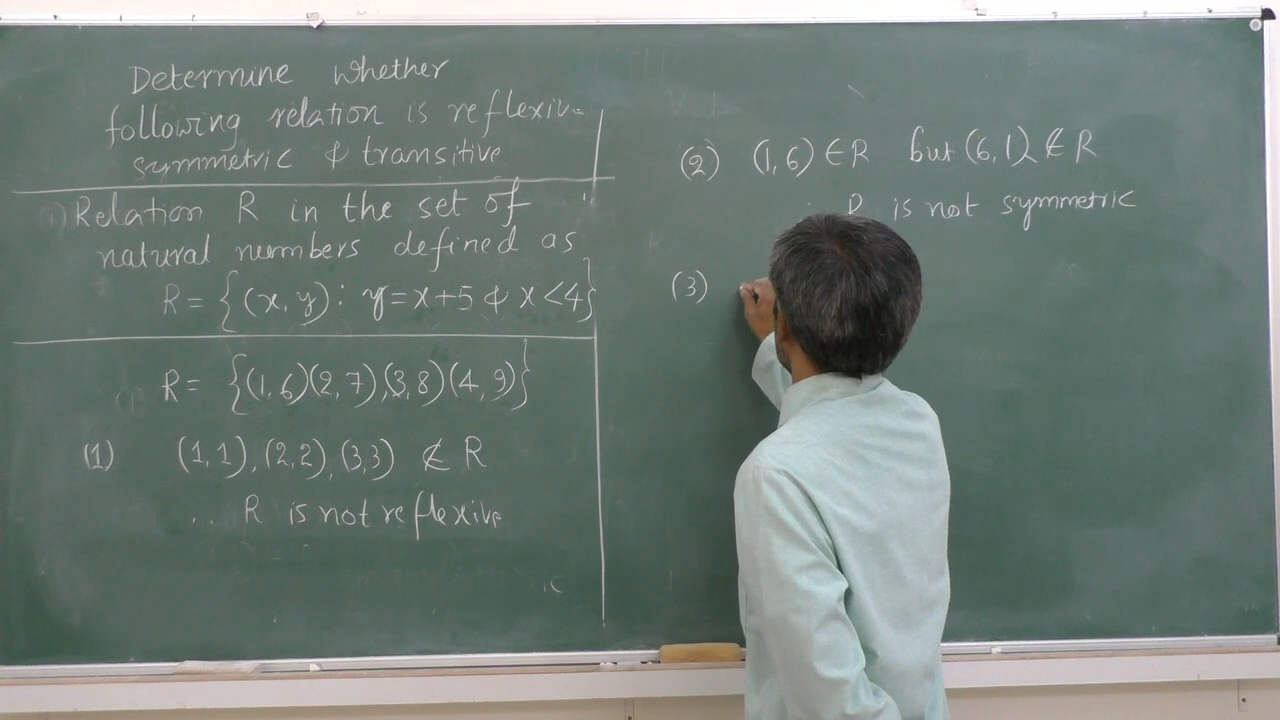 Determine whether
following relation is reflexive
symmetric & transitive
(i) Relation R in the set of
natural numbers defined as
R = {(x, y): y = x+5 & x < 4}
R = {(1, 6)(2, 7),(3, 8)(4, 9)}
(1) (1, 1), (2, 2), (3, 3) ∉ R
∴ R is not reflexive
(2) (1, 6) ∈ R but (6, 1) ∉ R
R is not symmetric
(3)